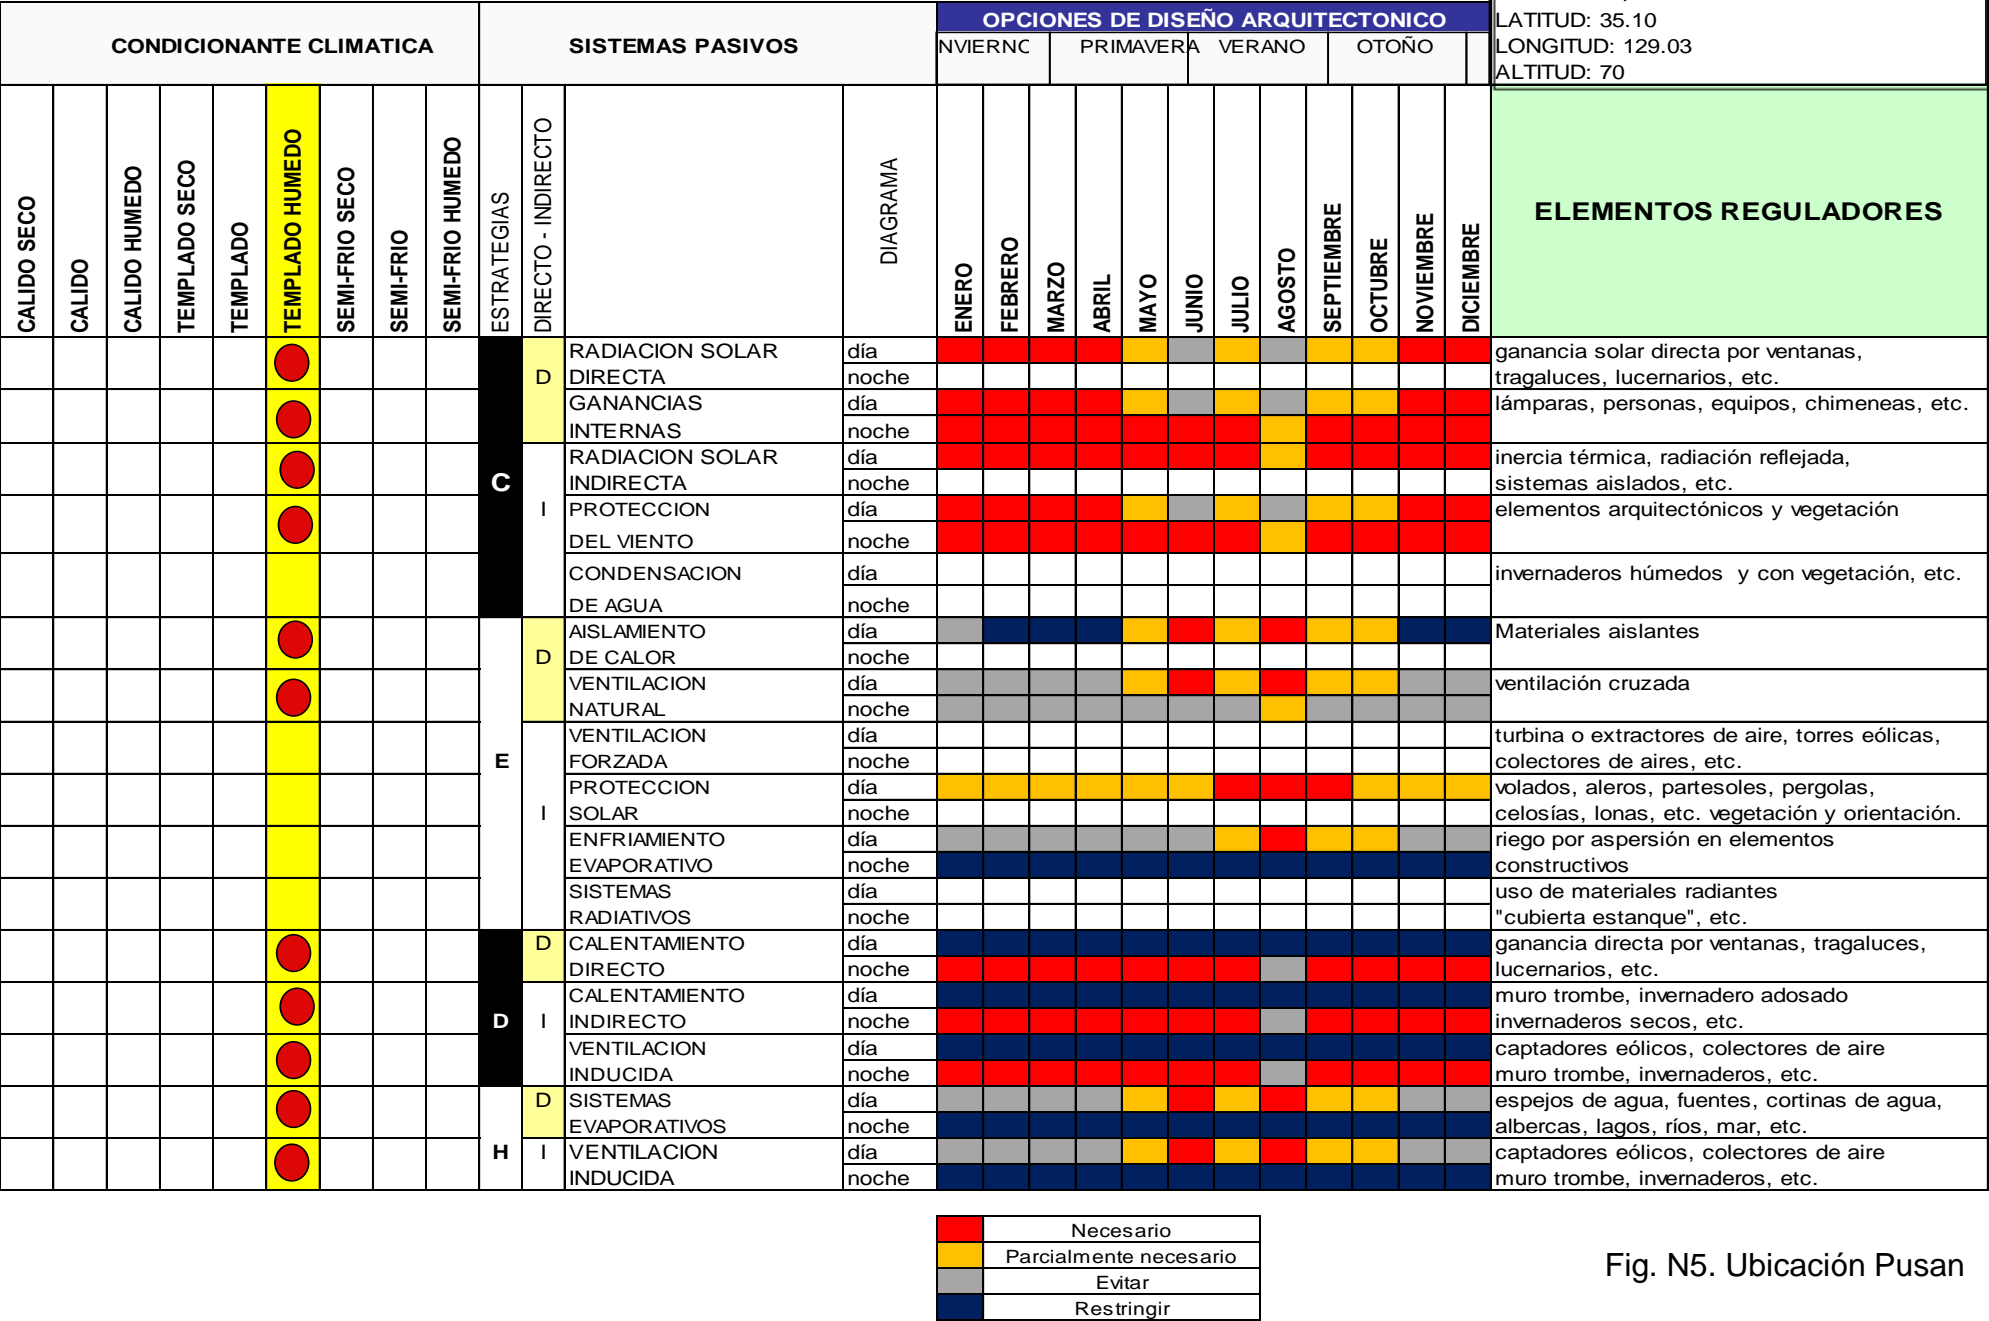 OPCIONES DE DISEÑO ARQUITECTONICO
LATITUD: 35.10
CONDICIONANTE CLIMATICA
SISTEMAS PASIVOS
NVIERNC
PRIMAVERA
VERANO
OTOÑO
LONGITUD: 129.03
ALTITUD: 70
CALIDO SECO
CALIDO
CALIDO HUMEDO
TEMPLADO SECO
TEMPLADO
TEMPLADO HUMEDO
SEMI-FRIO SECO
SEMI-FRIO
SEMI-FRIO HUMEDO
ESTRATEGIAS
DIRECTO - INDIRECTO
DIAGRAMA
ENERO
FEBRERO
MARZO
ABRIL
MAYO
JUNIO
JULIO
AGOSTO
SEPTIEMBRE
OCTUBRE
NOVIEMBRE
DICIEMBRE
ELEMENTOS REGULADORES
RADIACION SOLAR día ganancia solar directa por ventanas,
D DIRECTA noche tragaluces, lucernarios, etc.
GANANCIAS día lámparas, personas, equipos, chimeneas, etc.
INTERNAS noche
RADIACION SOLAR día inercia térmica, radiación reflejada,
C INDIRECTA noche sistemas aislados, etc.
I PROTECCION día elementos arquitectónicos y vegetación
DEL VIENTO noche
CONDENSACION día invernaderos húmedos y con vegetación, etc.
DE AGUA noche
AISLAMIENTO día Materiales aislantes
D DE CALOR noche
VENTILACION día ventilación cruzada
NATURAL noche
VENTILACION día turbina o extractores de aire, torres eólicas,
E FORZADA noche colectores de aires, etc.
PROTECCION día volados, aleros, partesoles, pergolas,
I SOLAR noche celosías, lonas, etc. vegetación y orientación.
ENFRIAMIENTO día riego por aspersión en elementos
EVAPORATIVO noche constructivos
SISTEMAS día uso de materiales radiantes
RADIATIVOS noche "cubierta estanque", etc.
D CALENTAMIENTO día ganancia directa por ventanas, tragaluces,
DIRECTO noche lucernarios, etc.
CALENTAMIENTO día muro trombe, invernadero adosado
D I INDIRECTO noche invernaderos secos, etc.
VENTILACION día captadores eólicos, colectores de aire
INDUCIDA noche muro trombe, invernaderos, etc.
D SISTEMAS día espejos de agua, fuentes, cortinas de agua,
EVAPORATIVOS noche albercas, lagos, ríos, mar, etc.
H I VENTILACION día captadores eólicos, colectores de aire
INDUCIDA noche muro trombe, invernaderos, etc.
Necesario
Parcialmente necesario
Evitar
Restringir
Fig. N5. Ubicación Pusan